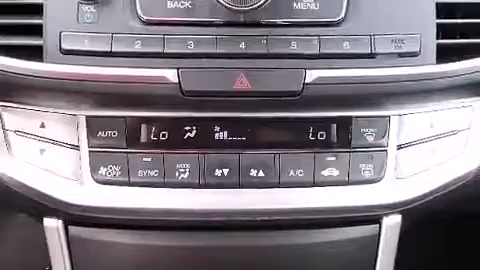 VOL
BACK
MENU
1 2 3 4 5 6
AUTO Lo Lo FRONT
ON/OFF SYNC MODE A/C REAR